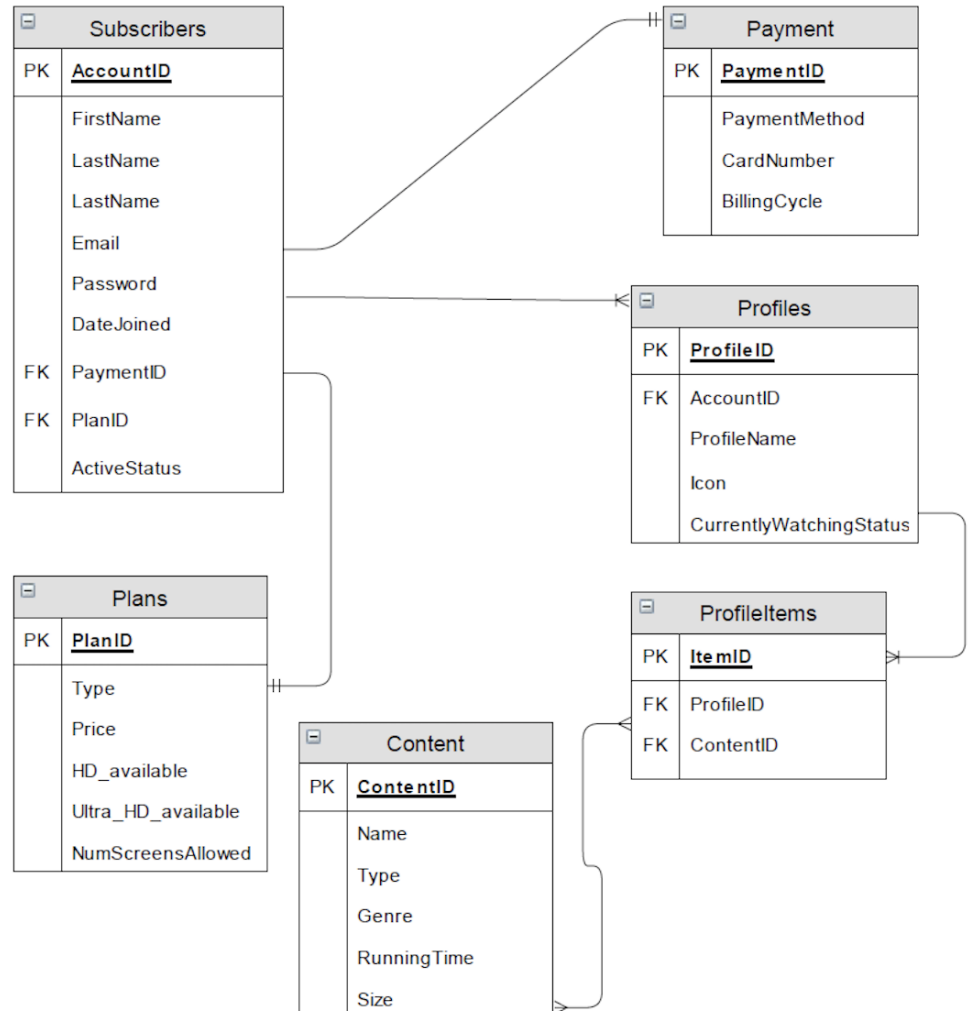 Subscribers
PK AccountID
FirstName
LastName
LastName
Email
Password
DateJoined
FK PaymentID
FK PlanID
ActiveStatus
Payment
PK PaymentID
PaymentMethod
CardNumber
BillingCycle
Profiles
PK ProfileID
FK AccountID
ProfileName
Icon
CurrentlyWatchingStatus
Plans
PK PlanID
Type
Price
HD_available
Ultra_HD_available
NumScreensAllowed
ProfileItems
PK ItemID
FK ProfileID
FK ContentID
Content
PK ContentID
Name
Type
Genre
RunningTime
Size